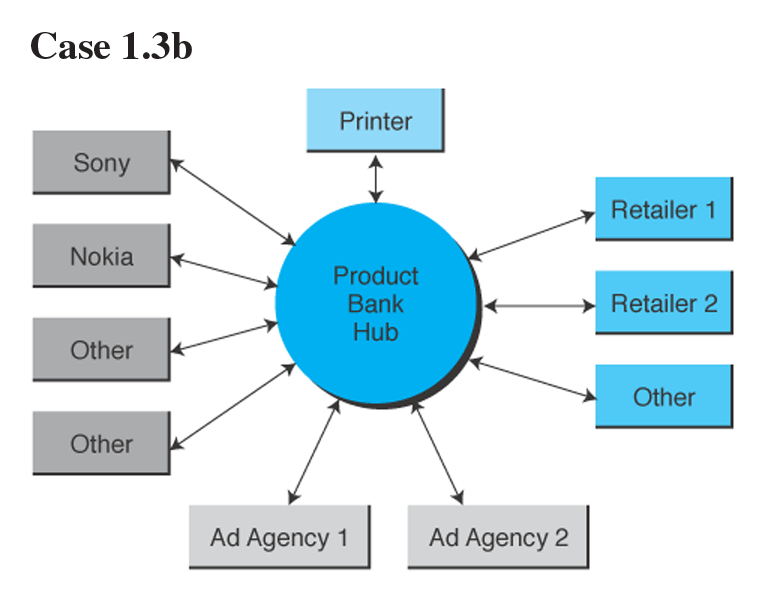 Case 1.3b
Printer
Sony
Nokia
Other
Other
Product
Bank
Hub
Retailer 1
Retailer 2
Other
Ad Agency 1
Ad Agency 2